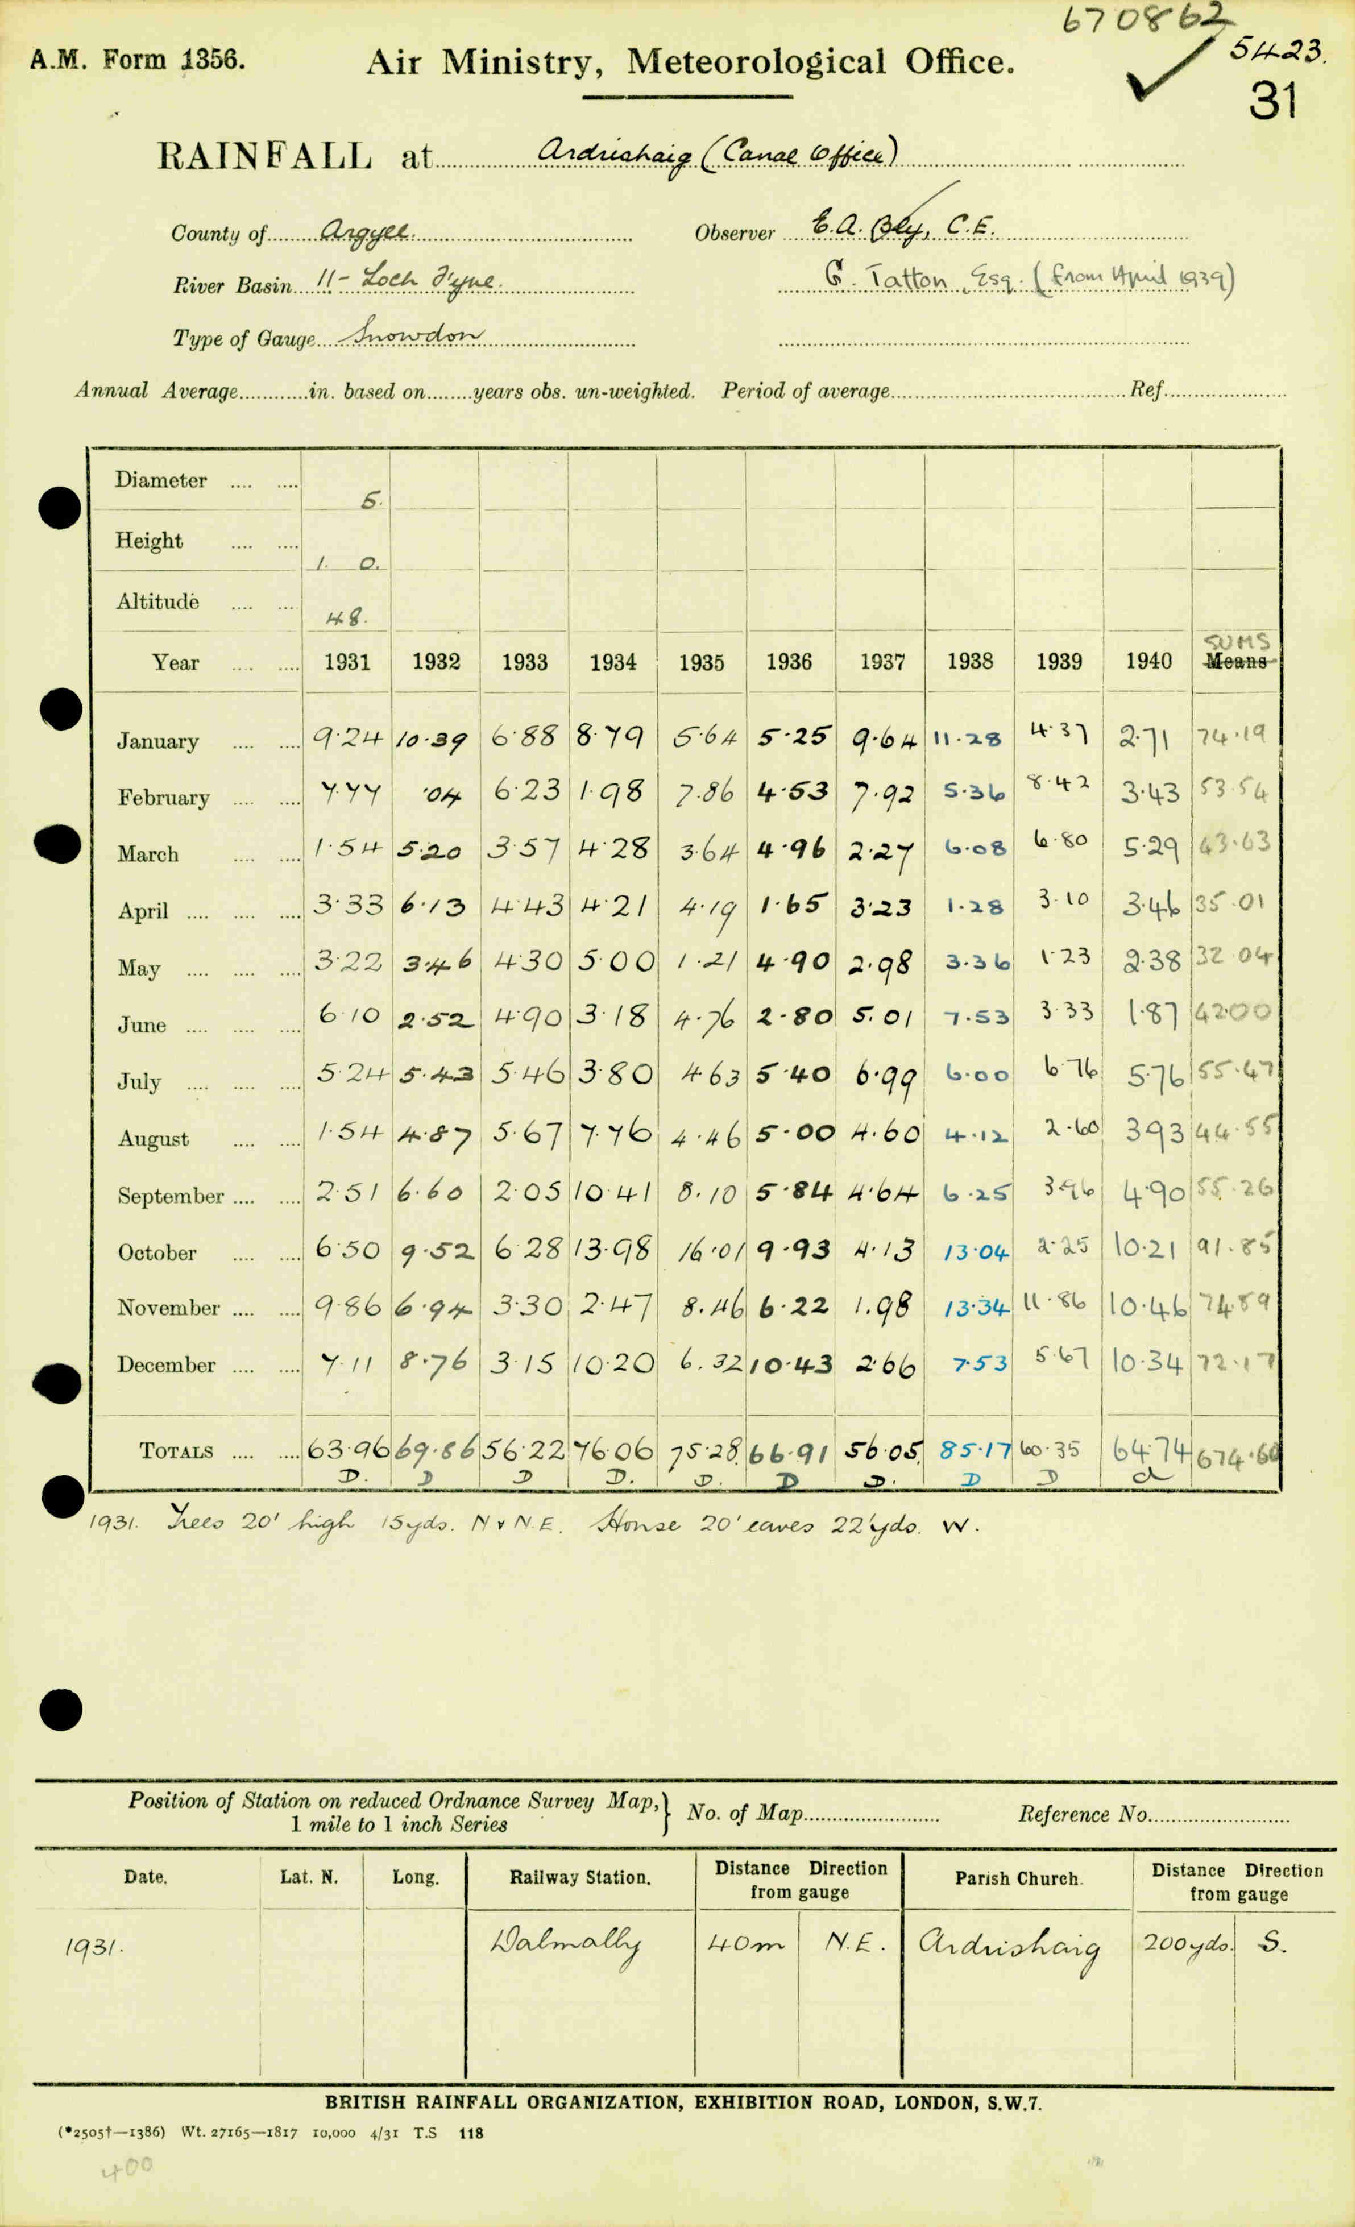 670862
A.M. Form 1356. Air Ministry, Meteorological Office. 5423.
31
RAINFALL at Ardrishaig (Canal Office)
County of Argyll. Observer E.A. Bly, C.E.
River Basin 11- Loch Fyne. G. Tatton, Esq. (from April 1939)
Type of Gauge Snowdon
Annual Average in. based on years obs. un-weighted. Period of average Ref.
Diameter 5.
Height 1. 0.
Altitude 48.
SUMS
Year 1931 1932 1933 1934 1935 1936 1937 1938 1939 1940 Means
January 9.24 10.39 6.88 8.79 5.64 5.25 9.64 11.28 4.37 2.71 74.19
February 7.77 .04 6.23 1.98 7.86 4.53 7.92 5.36 8.42 3.43 53.54
March 1.54 5.20 3.57 4.28 3.64 4.96 2.27 6.08 6.80 5.29 43.63
April 3.33 6.13 4.43 4.21 4.19 1.65 3.23 1.28 3.10 3.46 35.01
May 3.22 3.46 4.30 5.00 1.21 4.90 2.98 3.36 1.23 2.38 32.04
June 6.10 2.52 4.90 3.18 4.76 2.80 5.01 7.53 3.33 1.87 42.00
July 5.24 5.43 5.46 3.80 4.63 5.40 6.99 6.00 6.76 5.76 55.47
August 1.54 4.87 5.67 7.76 4.46 5.00 4.60 4.12 2.60 3.93 44.55
September 2.51 6.60 2.05 10.41 8.10 5.84 4.64 6.25 3.96 4.90 55.26
October 6.50 9.52 6.28 13.98 16.01 9.93 4.13 13.04 2.25 10.21 91.85
November 9.86 6.94 3.30 2.47 8.46 6.22 1.98 13.34 11.86 10.46 74.89
December 7.11 8.76 3.15 10.20 6.32 10.43 2.66 7.53 5.67 10.34 72.17
TOTALS 63.96 69.86 56.22 76.06 75.28 66.91 56.05 85.17 60.35 64.74 674.60
D. D D D. D. D D. D D d
1931. Trees 20' high 15yds. N & N.E. House 20' eaves 22'yds. W.
Position of Station on reduced Ordnance Survey Map, No. of Map Reference No.
1 mile to 1 inch Series
Date. Lat. N. Long. Railway Station. Distance Direction from gauge Parish Church. Distance Direction from gauge
1931. Dalmally 40m N.E. Ardrishaig 200yds. S.
BRITISH RAINFALL ORGANIZATION, EXHIBITION ROAD, LONDON, S.W.7.
(*2505†—1386) Wt. 27165—1817 10,000 4/31 T.S 118
400